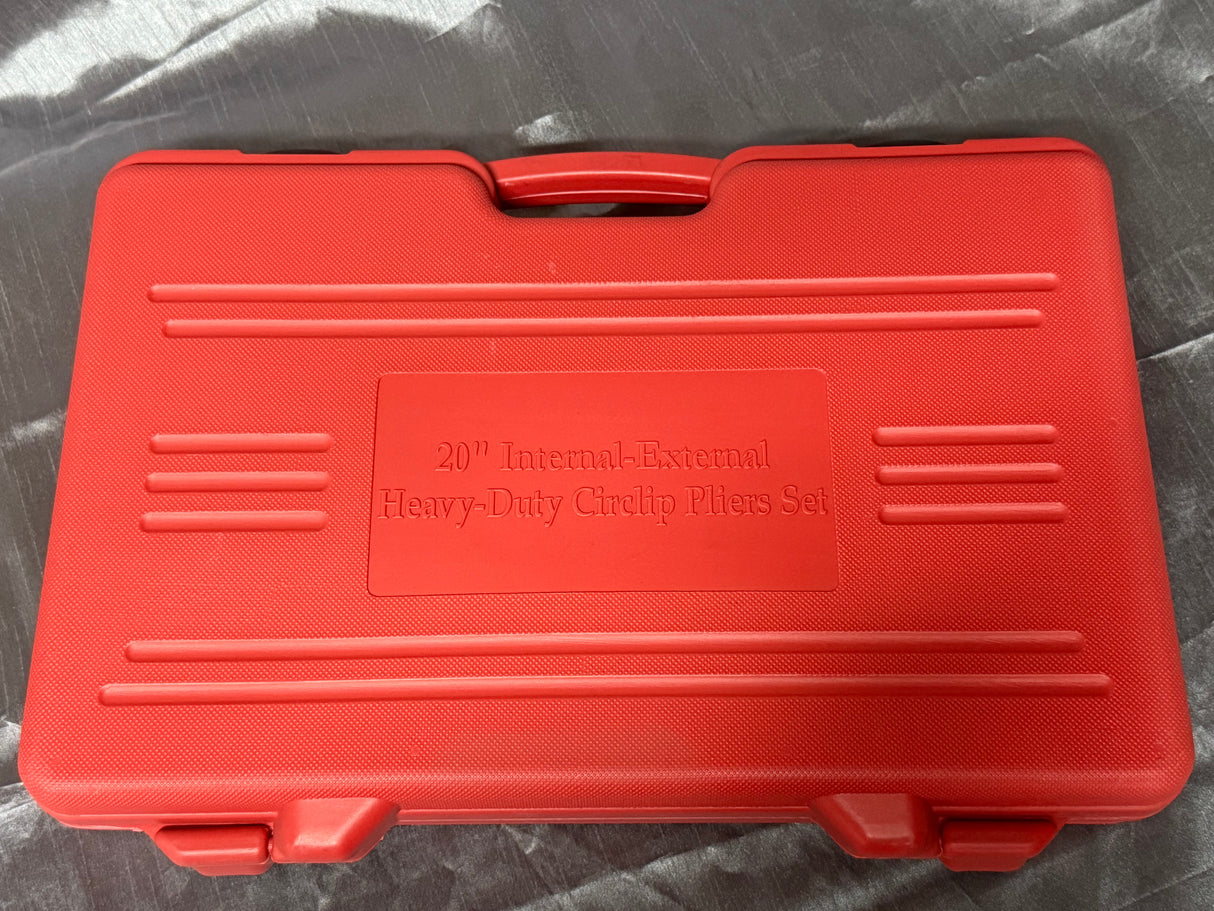 20" Internal-External
Heavy-Duty Circlip Pliers Set